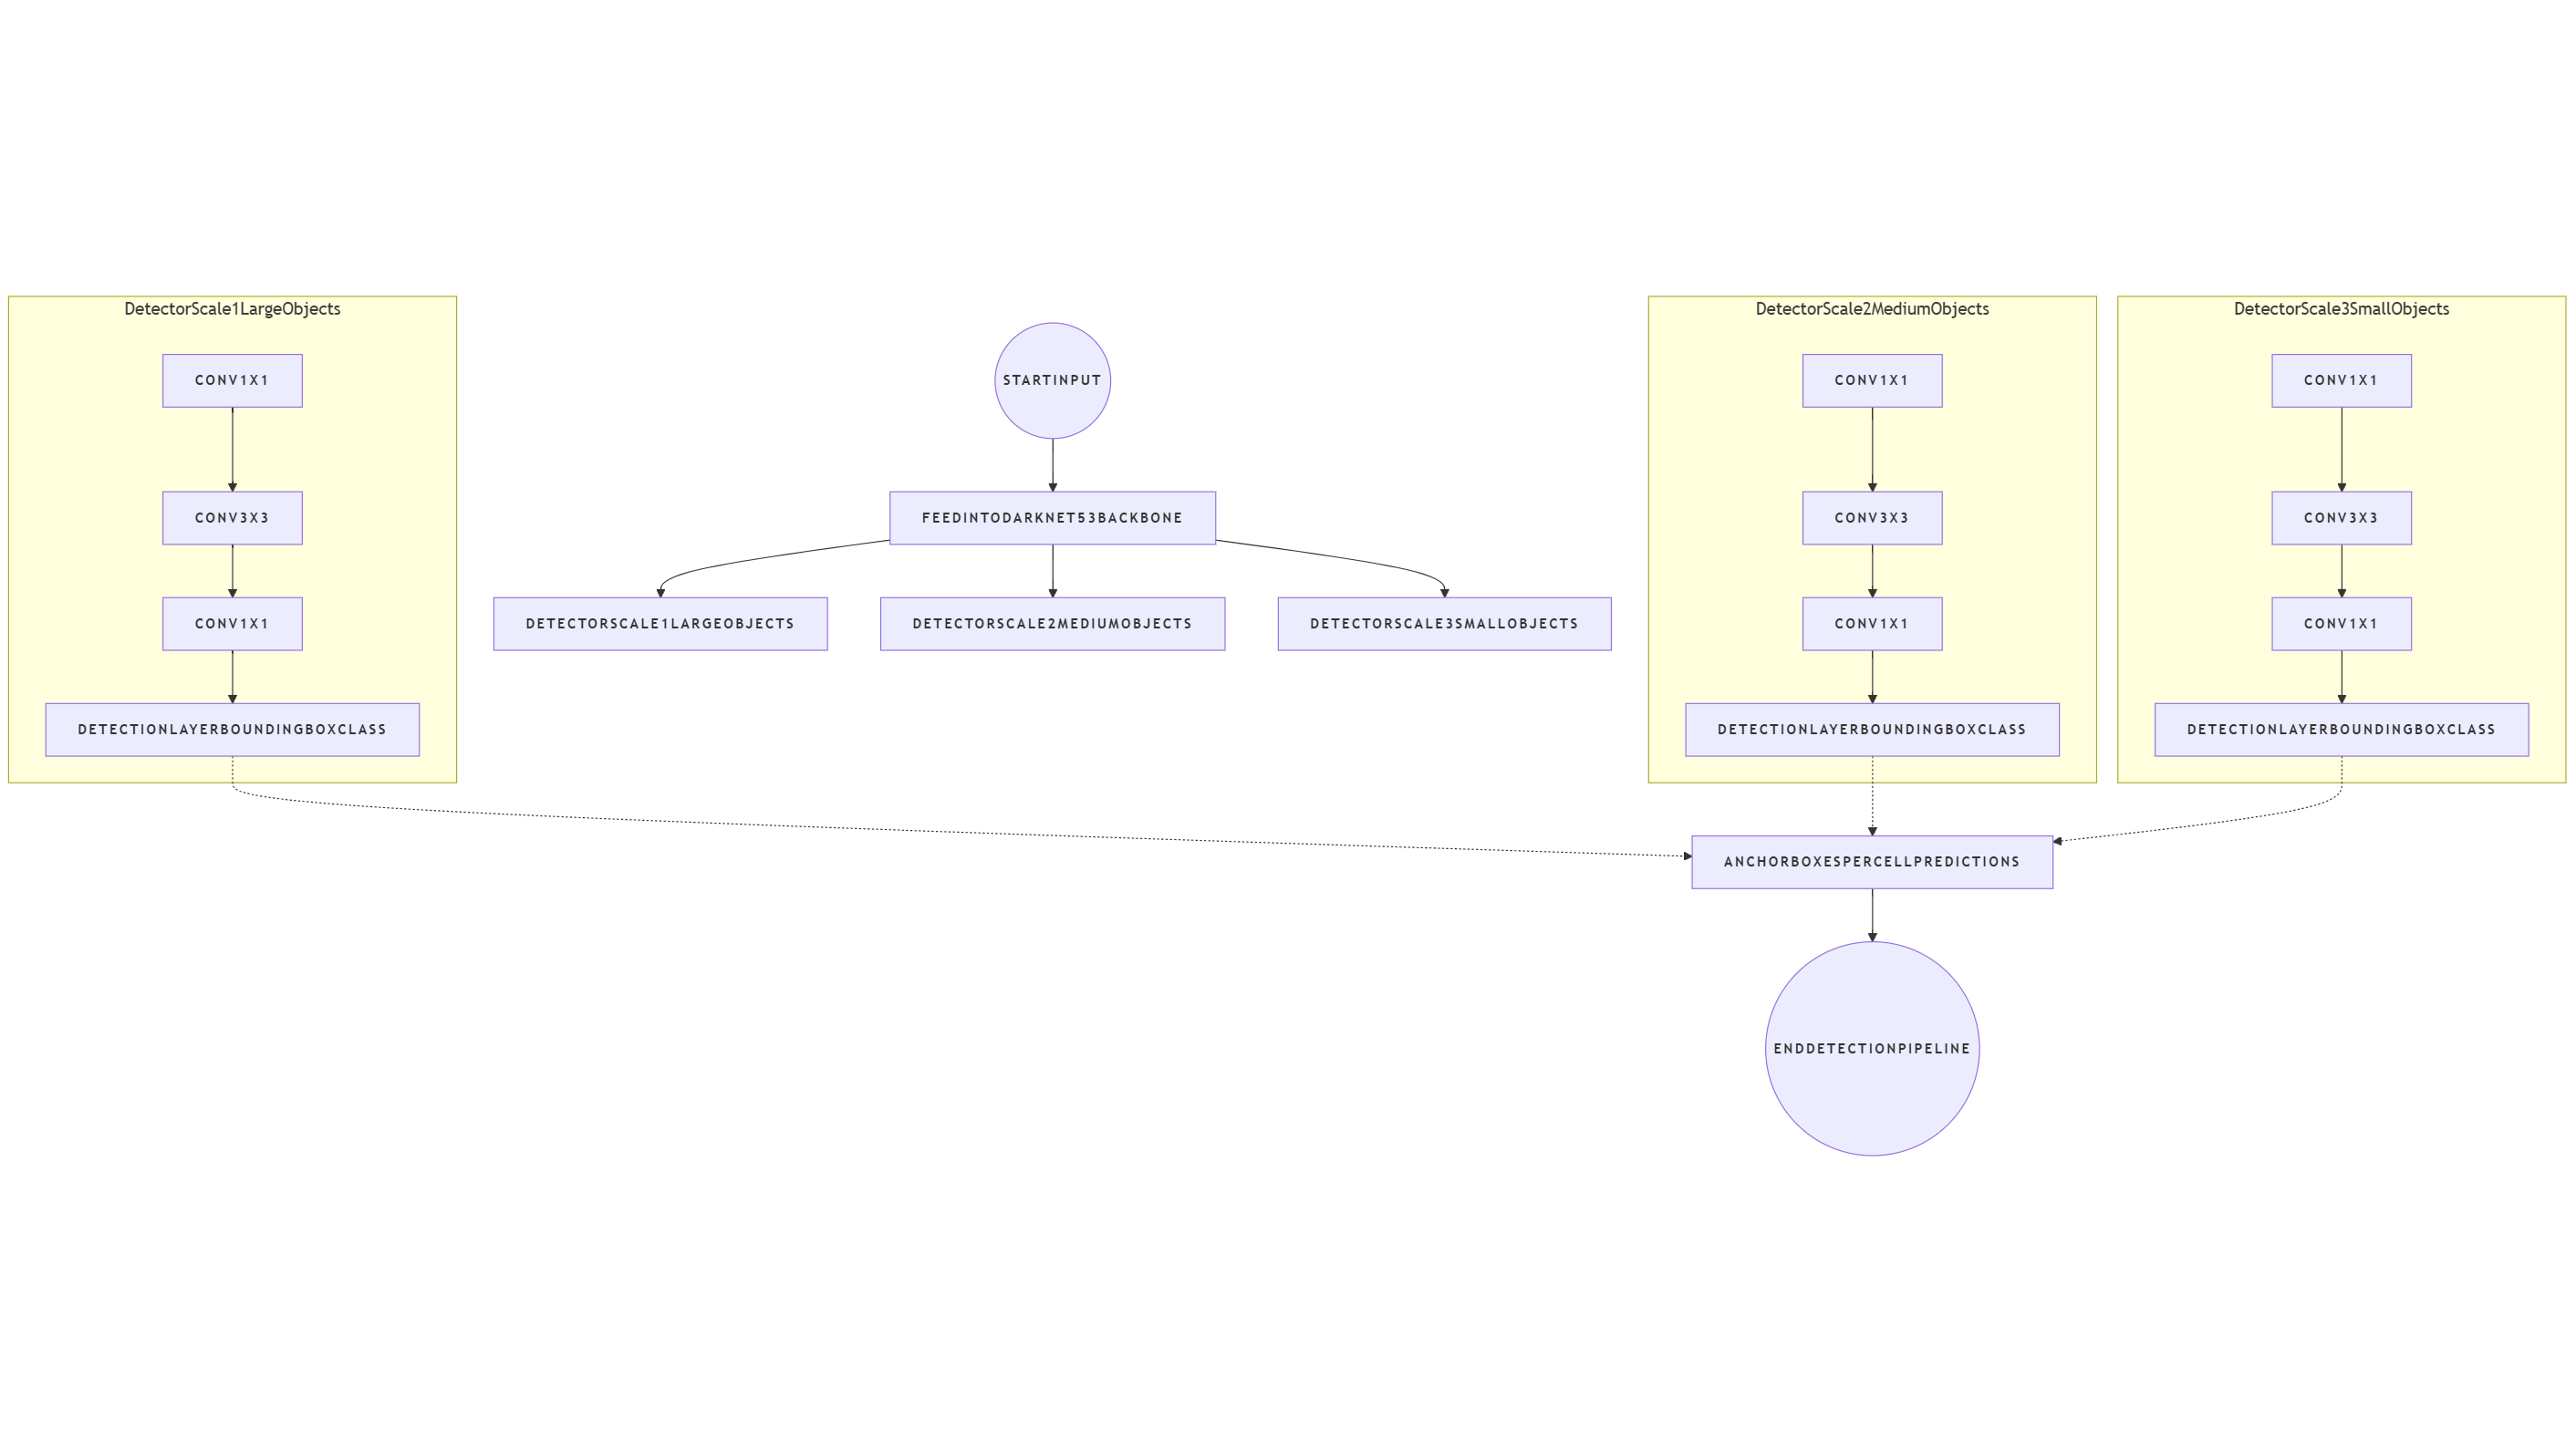 DetectorScale1LargeObjects
CONV1X1
CONV3X3
CONV1X1
DETECTIONLAYERBOUNDINGBOXCLASS
STARTINPUT
FEEDINTODARKNET53BACKBONE
DETECTORSCALE1LARGEOBJECTS
DETECTORSCALE2MEDIUMOBJECTS
DETECTORSCALE3SMALLOBJECTS
DetectorScale2MediumObjects
CONV1X1
CONV3X3
CONV1X1
DETECTIONLAYERBOUNDINGBOXCLASS
DetectorScale3SmallObjects
CONV1X1
CONV3X3
CONV1X1
DETECTIONLAYERBOUNDINGBOXCLASS
ANCHORBOXESPERCELLPREDICTIONS
ENDDETECTIONPIPELINE